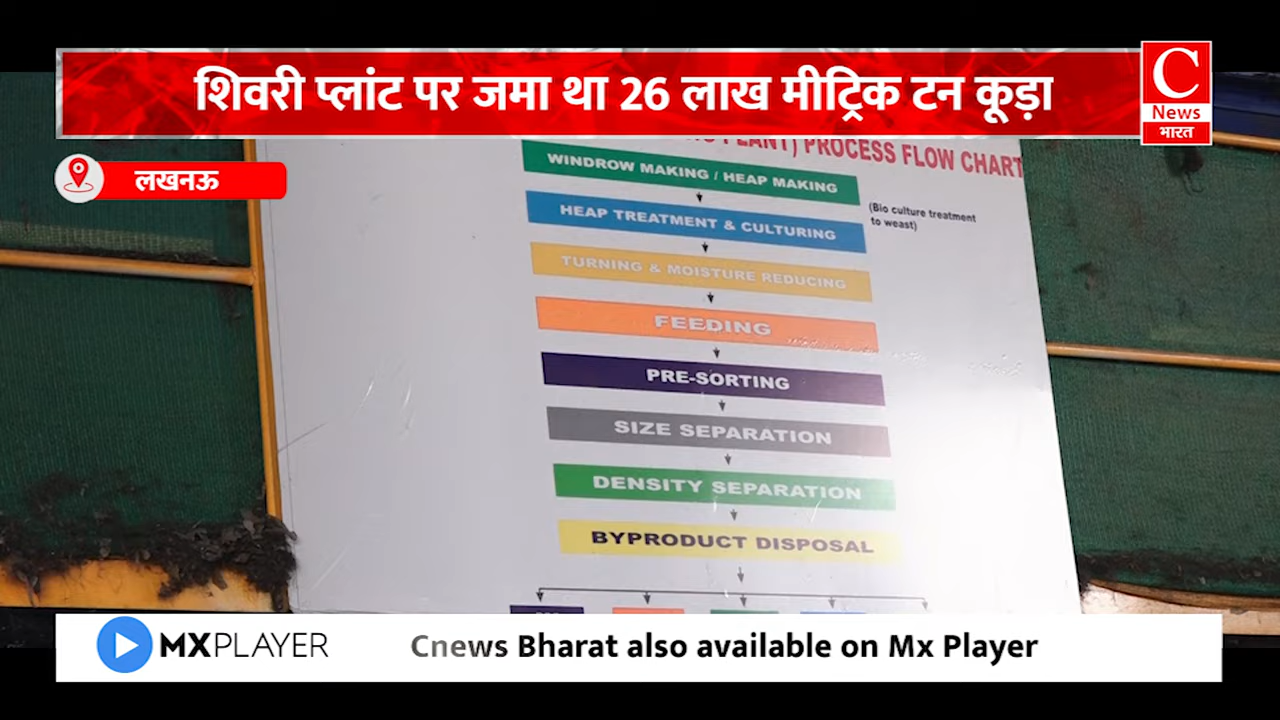 शिवरी प्लांट पर जमा था 26 लाख मीट्रिक टन कूड़ा
C
News
भारत
लखनऊ
PLANT) PROCESS FLOW CHART
WINDROW MAKING / HEAP MAKING
(Bio culture treatment
to weast)
HEAP TREATMENT & CULTURING
TURNING & MOISTURE REDUCING
FEEDING
PRE-SORTING
SIZE SEPARATION
DENSITY SEPARATION
BYPRODUCT DISPOSAL
MXPLAYER
Cnews Bharat also available on Mx Player